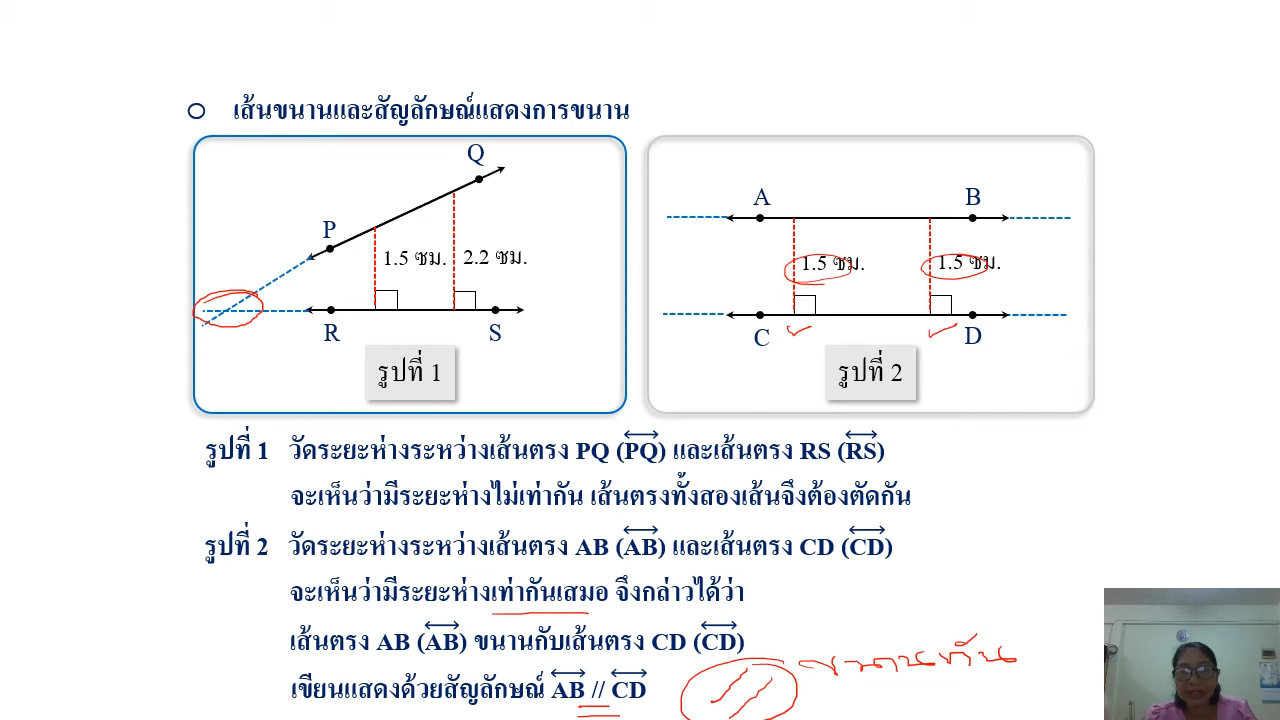 เส้นขนานและสัญลักษณ์แสดงการขนาน
Q
P
1.5 ซม. 2.2 ซม.
R S
รูปที่ 1
A B
1.5 ซม. 1.5 ซม.
C D
รูปที่ 2
รูปที่ 1 วัดระยะห่างระหว่างเส้นตรง PQ (PQ) และเส้นตรง RS (RS)
จะเห็นว่ามีระยะห่างไม่เท่ากัน เส้นตรงทั้งสองเส้นจึงต้องตัดกัน
รูปที่ 2 วัดระยะห่างระหว่างเส้นตรง AB (AB) และเส้นตรง CD (CD)
จะเห็นว่ามีระยะห่างเท่ากันเสมอ จึงกล่าวได้ว่า
เส้นตรง AB (AB) ขนานกับเส้นตรง CD (CD)
เขียนแสดงด้วยสัญลักษณ์ AB // CD
// ขนานกัน